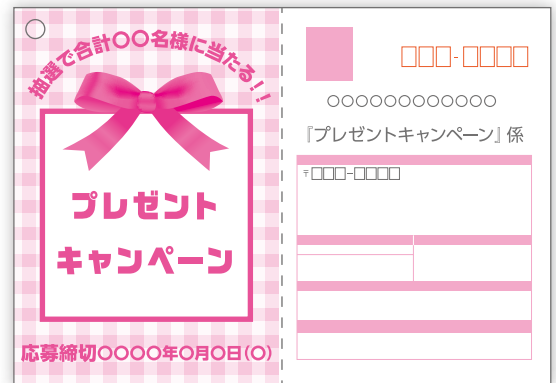 抽選で合計〇〇名様に当たる!!
プレゼント
キャンペーン
応募締切〇〇〇〇年〇月〇日(〇)
□□□-□□□□
〇〇〇〇〇〇〇〇〇〇〇〇
『プレゼントキャンペーン』係
〒□□□-□□□□